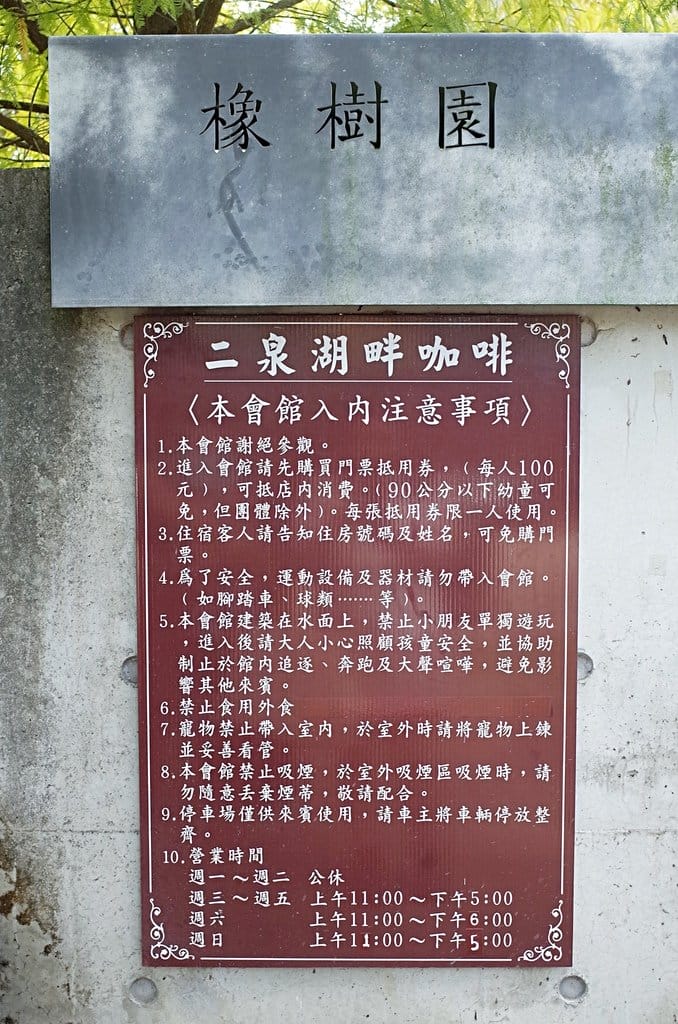 橡樹園
二泉湖畔咖啡
〈本會館入內注意事項〉
1.本會館謝絕參觀。
2.進入會館請先購買門票抵用券，（每人100
元），可抵店內消費。(90公分以下幼童可
免，但團體除外)。每張抵用券限一人使用。
3.住宿客人請告知住房號碼及姓名，可免購門
票。
4.為了安全，運動設備及器材請勿帶入會館。
（如腳踏車、球類……等）。
5.本會館建築在水面上，禁止小朋友單獨遊玩
，進入後請大人小心照顧孩童安全，並協助
制止於館內追逐、奔跑及大聲喧嘩，避免影
響其他來賓。
6.禁止食用外食
7.寵物禁止帶入室內，於室外時請將寵物上鍊
並妥善看管。
8.本會館禁止吸煙，於室外吸煙區吸煙時，請
勿隨意丟棄煙蒂，敬請配合。
9.停車場僅供來賓使用，請車主將車輛停放整
齊。
10.營業時間
週一～週二 公休
週三～週五 上午11:00～下午5:00
週六 上午11:00～下午6:00
週日 上午11:00～下午5:00